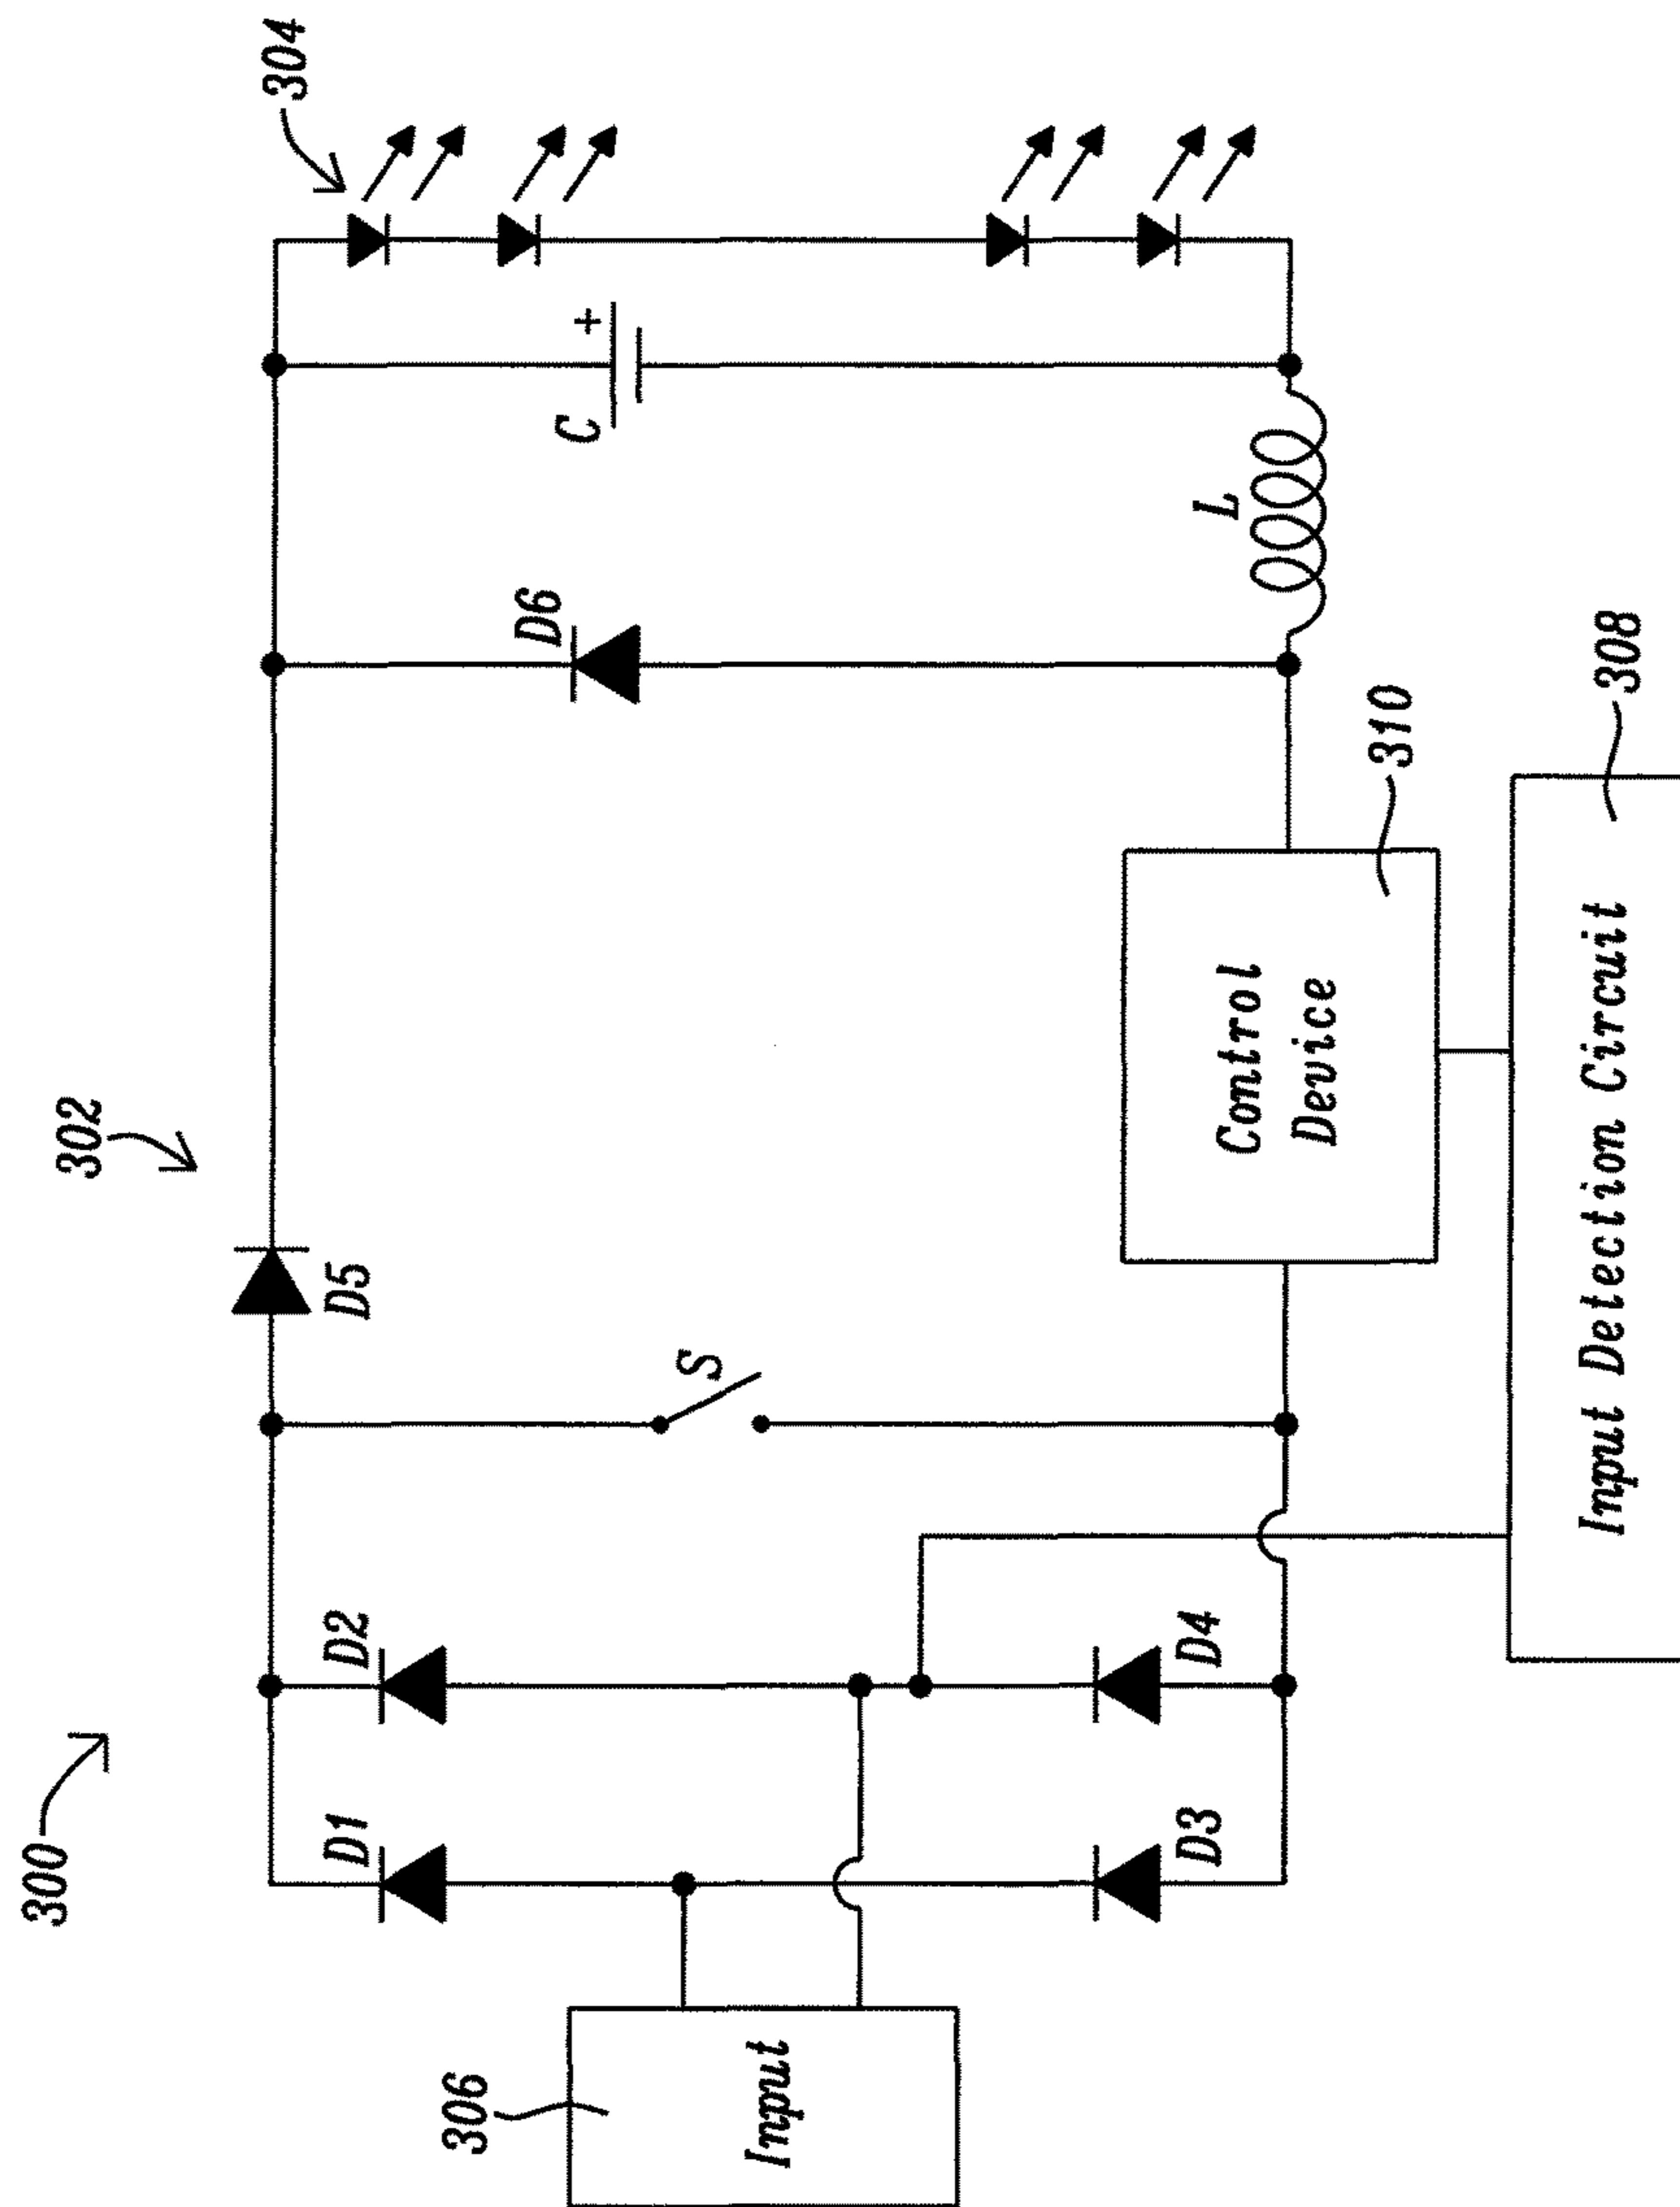 300
302
304
D1
D2
D5
D6
C
+
S
306
Input
D3
D4
Control
Device
310
L
Input Detection Circuit
308